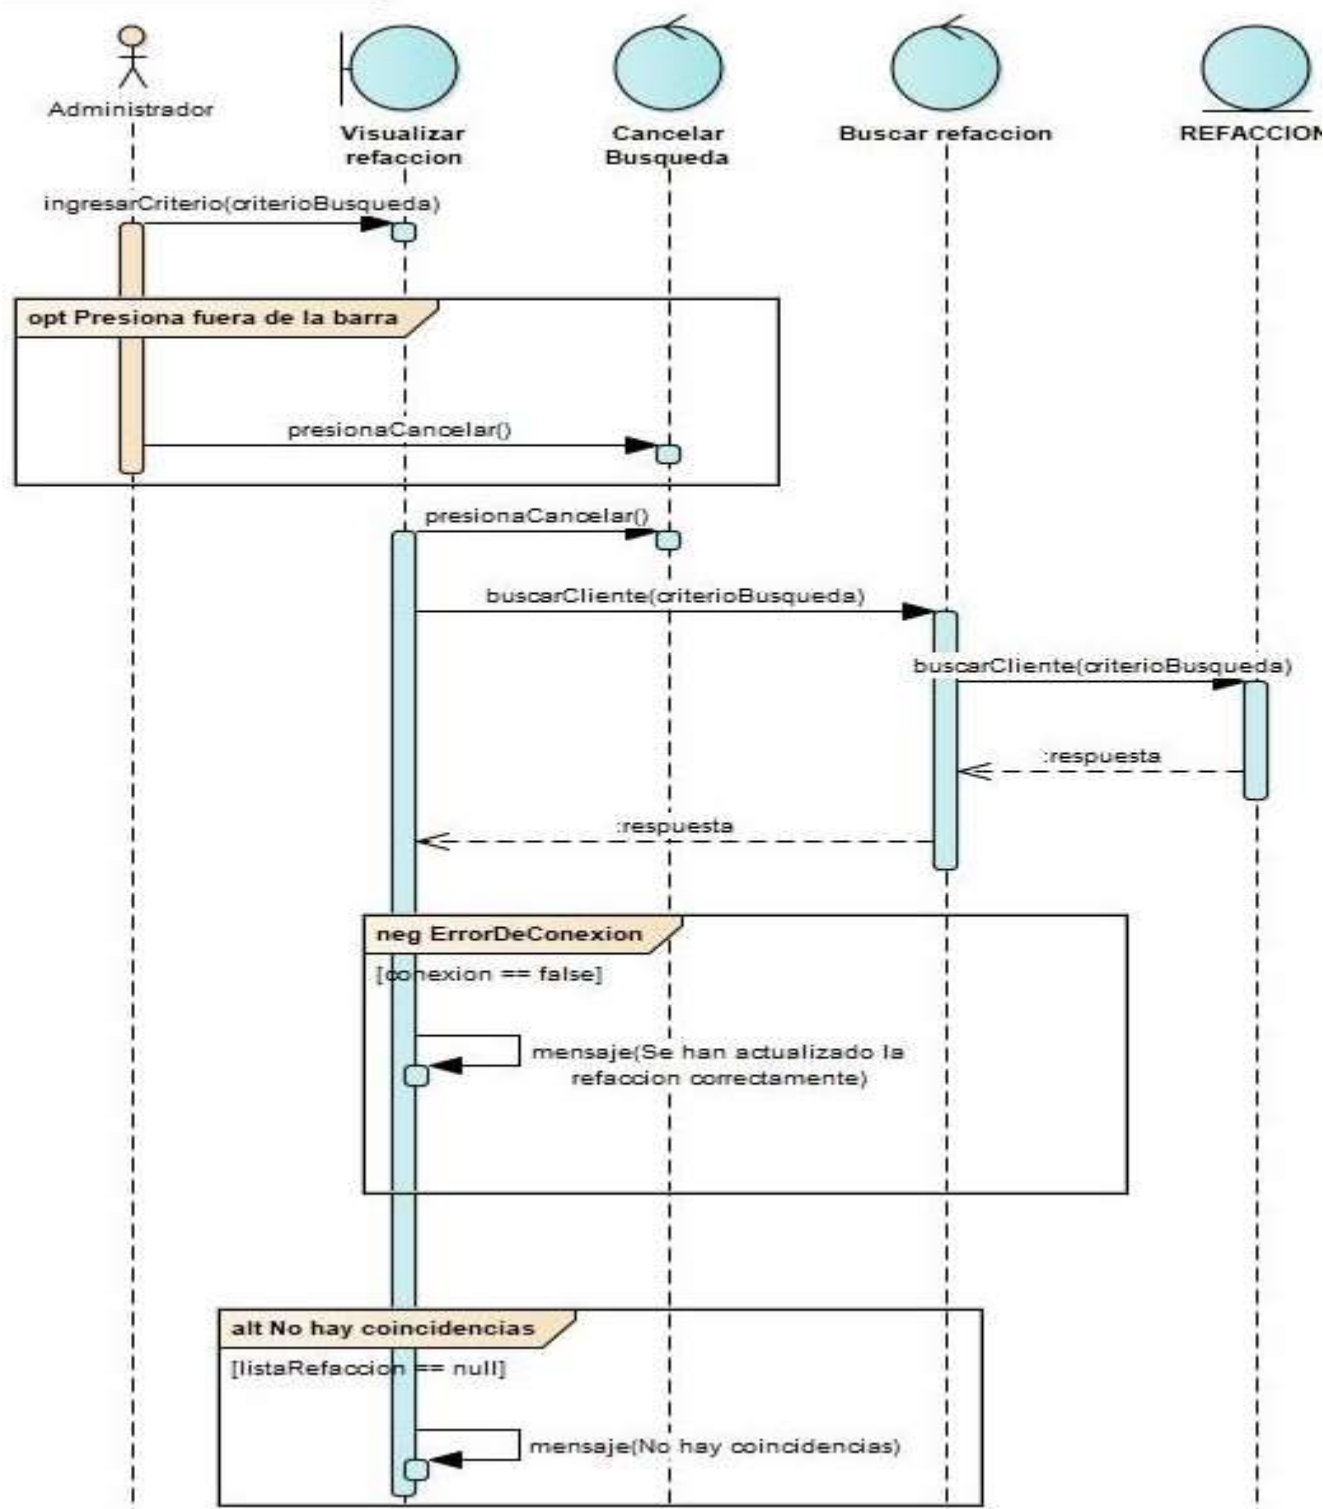 Administrador
Visualizar
refaccion
Cancelar
Busqueda
Buscar refaccion
REFACCION
ingresarCriterio(criterioBusqueda)
opt Presiona fuera de la barra
presionaCancelar()
presionaCancelar()
buscarCliente(criterioBusqueda)
buscarCliente(criterioBusqueda)
:respuesta
:respuesta
neg ErrorDeConexion
[conexion == false]
mensaje(Se han actualizado la
refaccion correctamente)
alt No hay coincidencias
[listaRefaccion == null]
mensaje(No hay coincidencias)